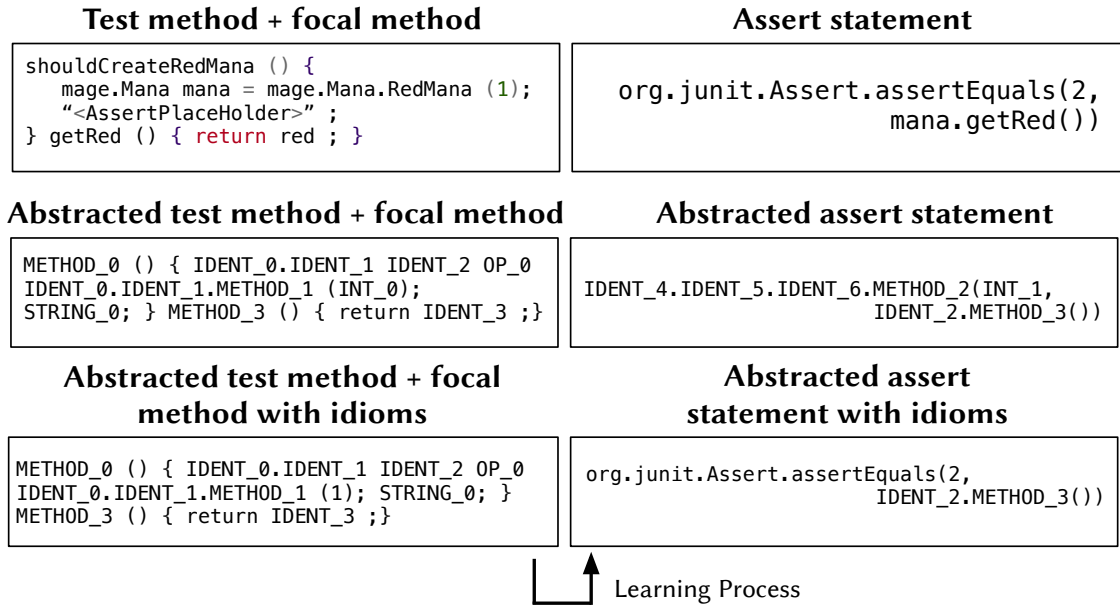 Test method + focal method
shouldCreateRedMana () {
mage.Mana mana = mage.Mana.RedMana (1);
“<AssertPlaceHolder>” ;
} getRed () { return red ; }
Assert statement
org.junit.Assert.assertEquals(2,
mana.getRed())
Abstracted test method + focal method
METHOD_0 () { IDENT_0.IDENT_1 IDENT_2 OP_0
IDENT_0.IDENT_1.METHOD_1 (INT_0);
STRING_0; } METHOD_3 () { return IDENT_3 ;}
Abstracted assert statement
IDENT_4.IDENT_5.IDENT_6.METHOD_2(INT_1,
IDENT_2.METHOD_3())
Abstracted test method + focal
method with idioms
METHOD_0 () { IDENT_0.IDENT_1 IDENT_2 OP_0
IDENT_0.IDENT_1.METHOD_1 (1); STRING_0; }
METHOD_3 () { return IDENT_3 ;}
Abstracted assert
statement with idioms
org.junit.Assert.assertEquals(2,
IDENT_2.METHOD_3())
Learning Process